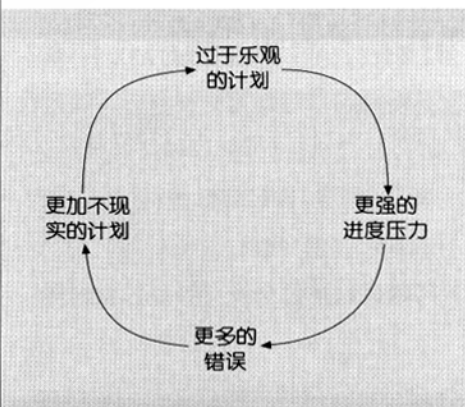 过于乐观
的计划
更强的
进度压力
更多的
错误
更加不现
实的计划